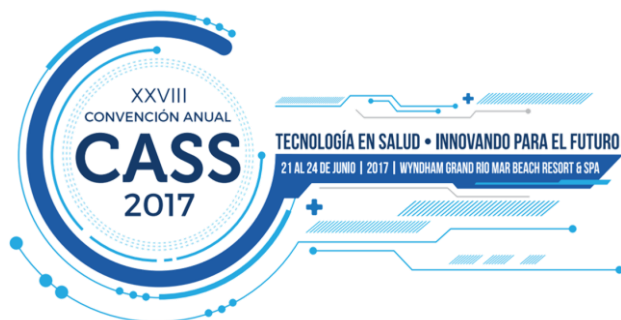 XXVIII
CONVENCIÓN ANUAL
CASS
2017
TECNOLOGÍA EN SALUD • INNOVANDO PARA EL FUTURO
21 AL 24 DE JUNIO | 2017 | WYNDHAM GRAND RIO MAR BEACH RESORT & SPA